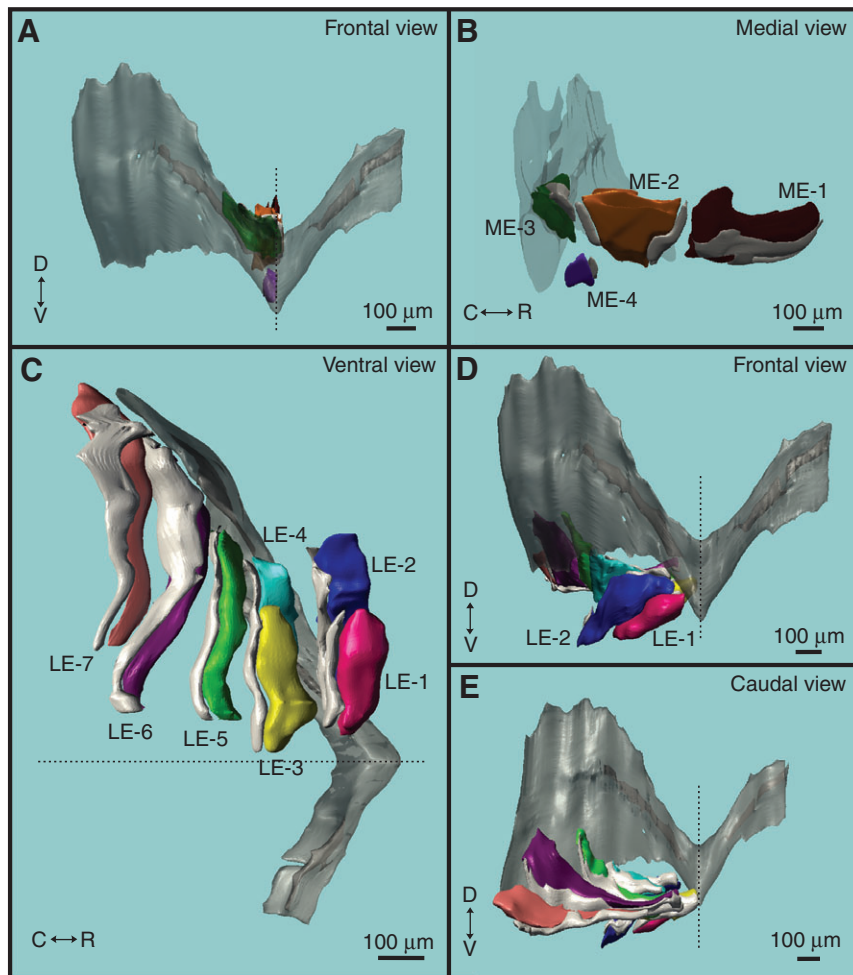 A Frontal view
D
V
100 μm
B Medial view
ME-2
ME-1
ME-3
ME-4
C ↔ R
100 μm
C Ventral view
LE-4
LE-2
LE-7
LE-1
LE-6
LE-5
LE-3
C ↔ R
100 μm
D Frontal view
D
V
LE-2
LE-1
100 μm
E Caudal view
D
V
100 μm